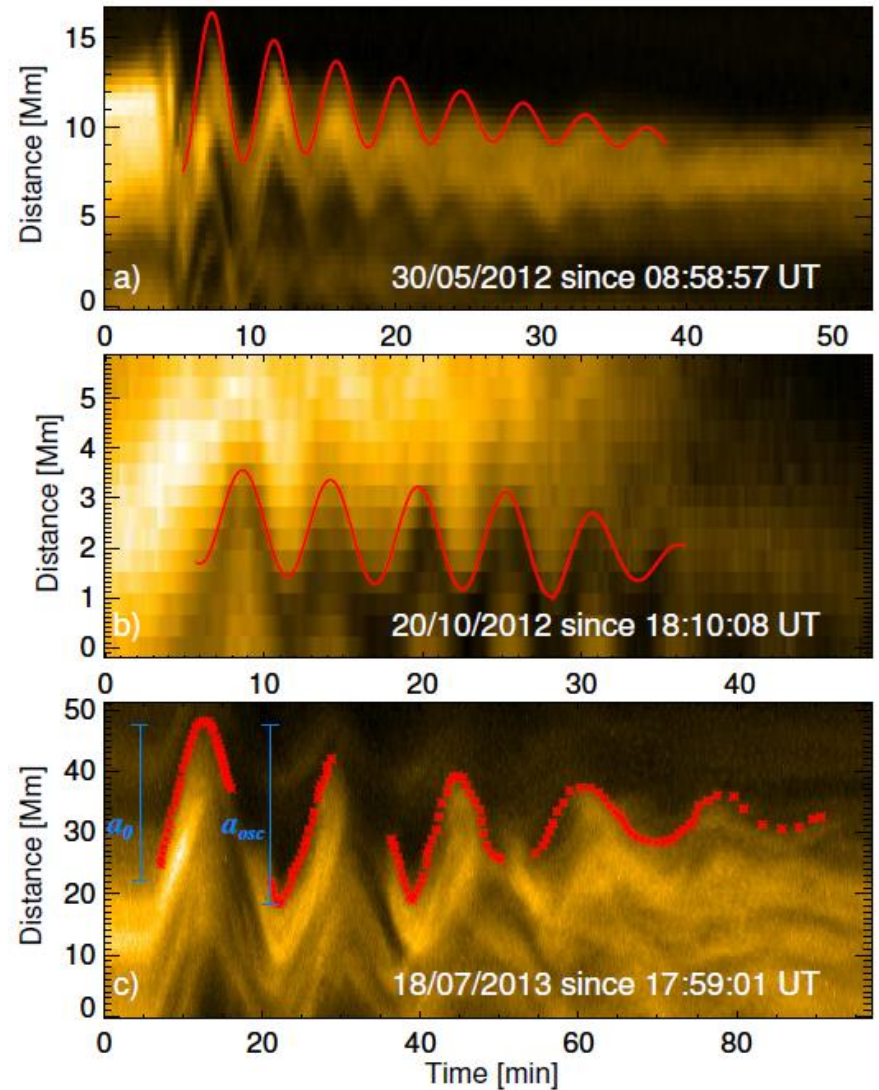 15
10
5
0
Distance [Mm]
a)
30/05/2012 since 08:58:57 UT
0 10 20 30 40 50
5
4
3
2
1
0
Distance [Mm]
b)
20/10/2012 since 18:10:08 UT
0 10 20 30 40
50
40
30
20
10
0
Distance [Mm]
a0
aosc
c)
18/07/2013 since 17:59:01 UT
0 20 40 60 80
Time [min]